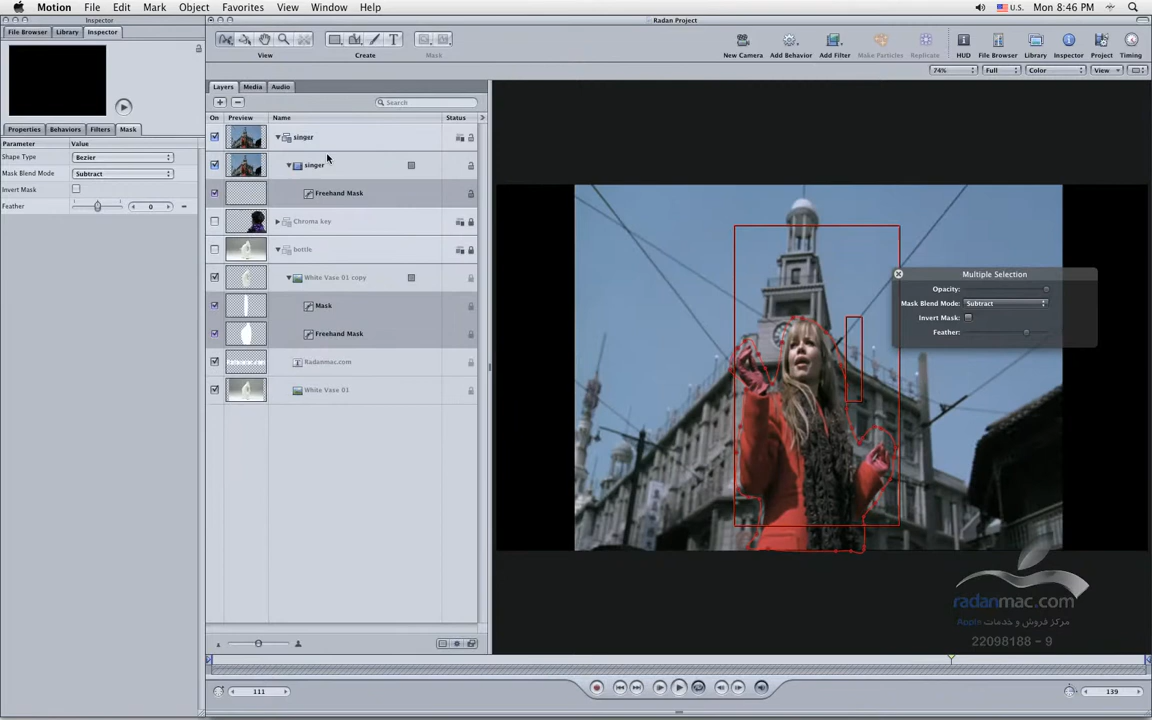 Motion File Edit Mark Object Favorites View Window Help U.S. Mon 8:46 PM
Inspector
Radan Project
File Browser Library Inspector
View Create Mask
New Camera Add Behavior Add Filter Make Particles Replicate HUD File Browser Library Inspector Project Timing
74% Full Color View
Layers Media Audio
Search
Properties Behaviors Filters Mask
On Preview Name Status
Parameter Value
Shape Type Bezier
Mask Blend Mode Subtract
Invert Mask
Feather 0
singer
singer
Freehand Mask
Chroma key
bottle
White Vase 01 copy
Mask
Freehand Mask
Radanmac.com
White Vase 01
Multiple Selection
Opacity:
Mask Blend Mode: Subtract
Invert Mask:
Feather:
radanmac.com
مرکز فروش و خدمات Apple
22098188 - 9
111
139